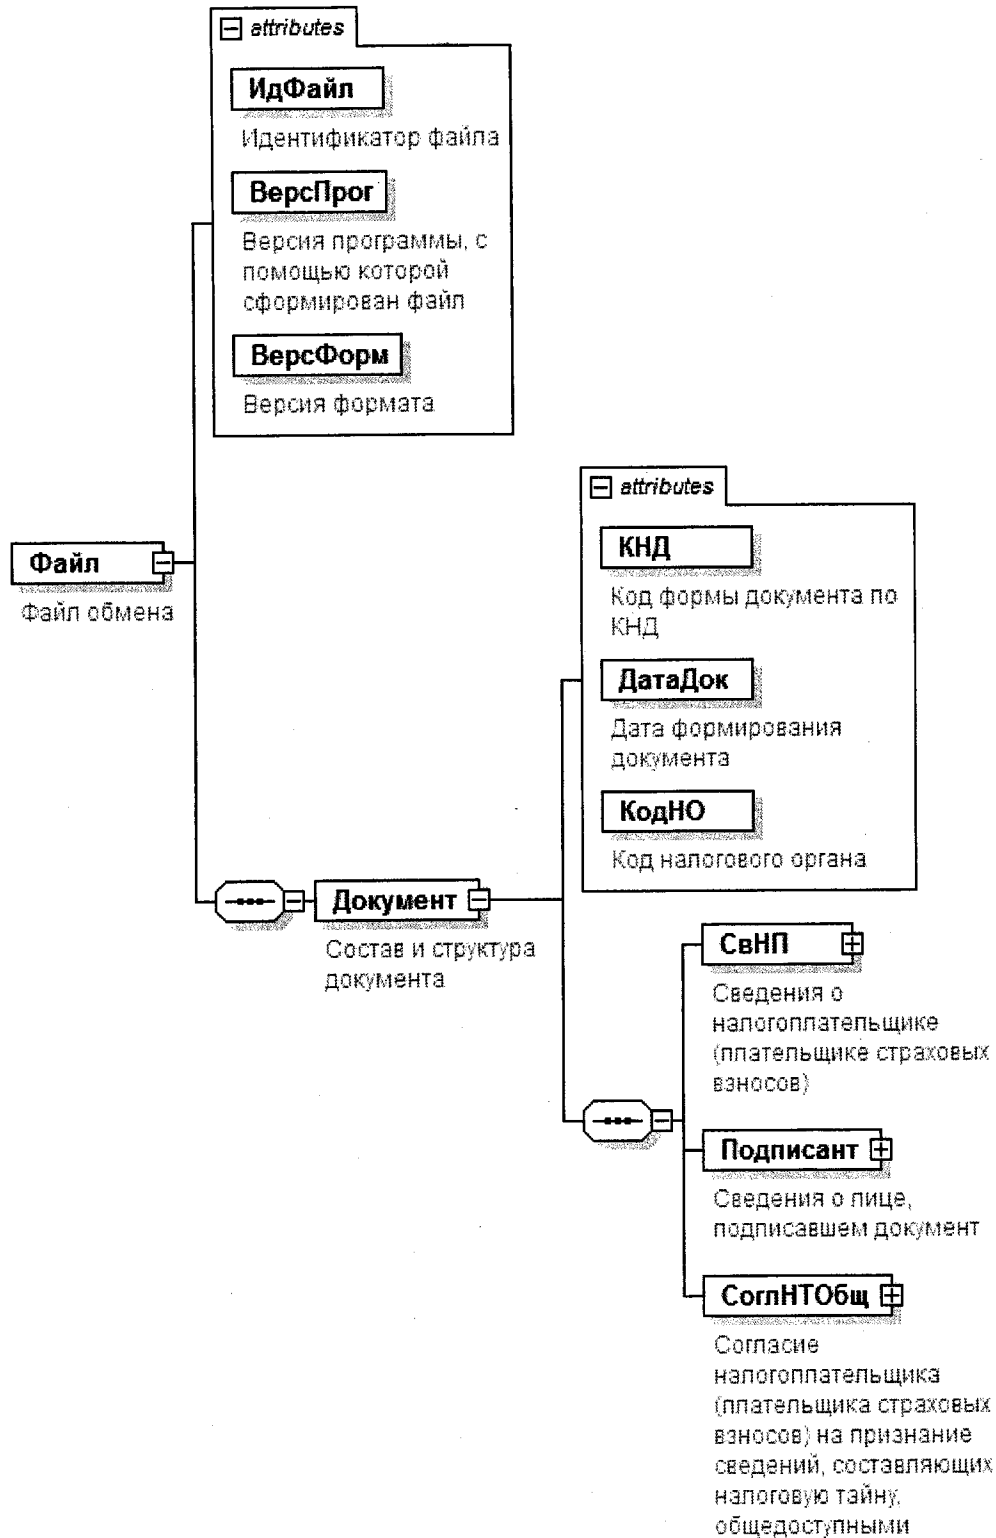 attributes
ИдФайл
Идентификатор файла
ВерсПрог
Версия программы, с
помощью которой
сформирован файл
ВерсФорм
Версия формата
Файл
Файл обмена
attributes
КНД
Код формы документа по
КНД
ДатаДок
Дата формирования
документа
КодНО
Код налогового органа
Документ
Состав и структура
документа
СвНП
Сведения о
налогоплательщике
(плательщике страховых
взносов)
Подписант
Сведения о лице,
подписавшем документ
СоглНТОбщ
Согласие
налогоплательщика
(плательщика страховых
взносов) на признание
сведений, составляющих
налоговую тайну,
общедоступными